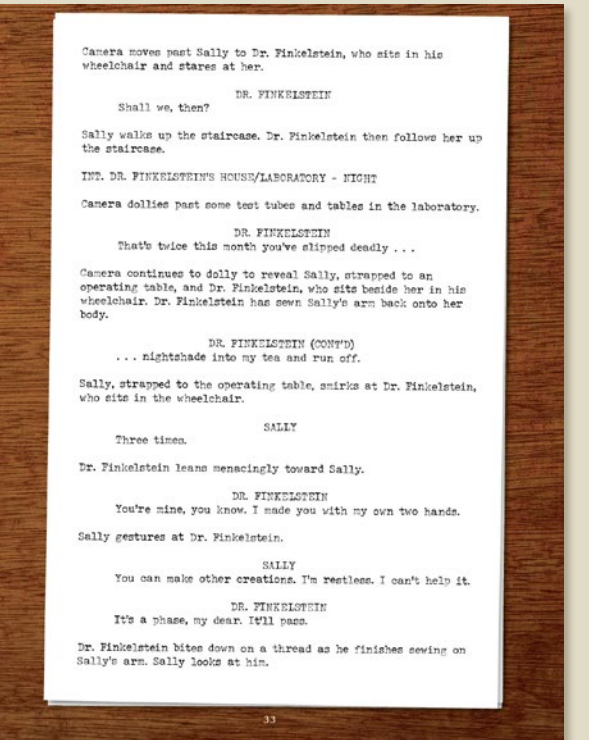 Camera moves past Sally to Dr. Finkelstein, who sits in his
wheelchair and stares at her.
DR. FINKELSTEIN
Shall we, then?
Sally walks up the staircase. Dr. Finkelstein then follows her up
the staircase.
INT. DR. FINKELSTEIN'S HOUSE/LABORATORY - NIGHT
Camera dollies past some test tubes and tables in the laboratory.
DR. FINKELSTEIN
That's twice this month you've slipped deadly . . .
Camera continues to dolly to reveal Sally, strapped to an
operating table, and Dr. Finkelstein, who sits beside her in his
wheelchair. Dr. Finkelstein has sewn Sally's arm back onto her
body.
DR. FINKELSTEIN (CONT'D)
. . . nightshade into my tea and run off.
Sally, strapped to the operating table, smirks at Dr. Finkelstein,
who sits in the wheelchair.
SALLY
Three times.
Dr. Finkelstein leans menacingly toward Sally.
DR. FINKELSTEIN
You're mine, you know. I made you with my own two hands.
Sally gestures at Dr. Finkelstein.
SALLY
You can make other creations. I'm restless. I can't help it.
DR. FINKELSTEIN
It's a phase, my dear. It'll pass.
Dr. Finkelstein bites down on a thread as he finishes sewing on
Sally's arm. Sally looks at him.
33